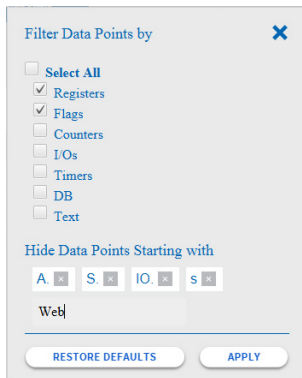 Filter Data Points by
Select All
Registers
Flags
Counters
I/Os
Timers
DB
Text
Hide Data Points Starting with
A. S. IO. s
Web
RESTORE DEFAULTS APPLY